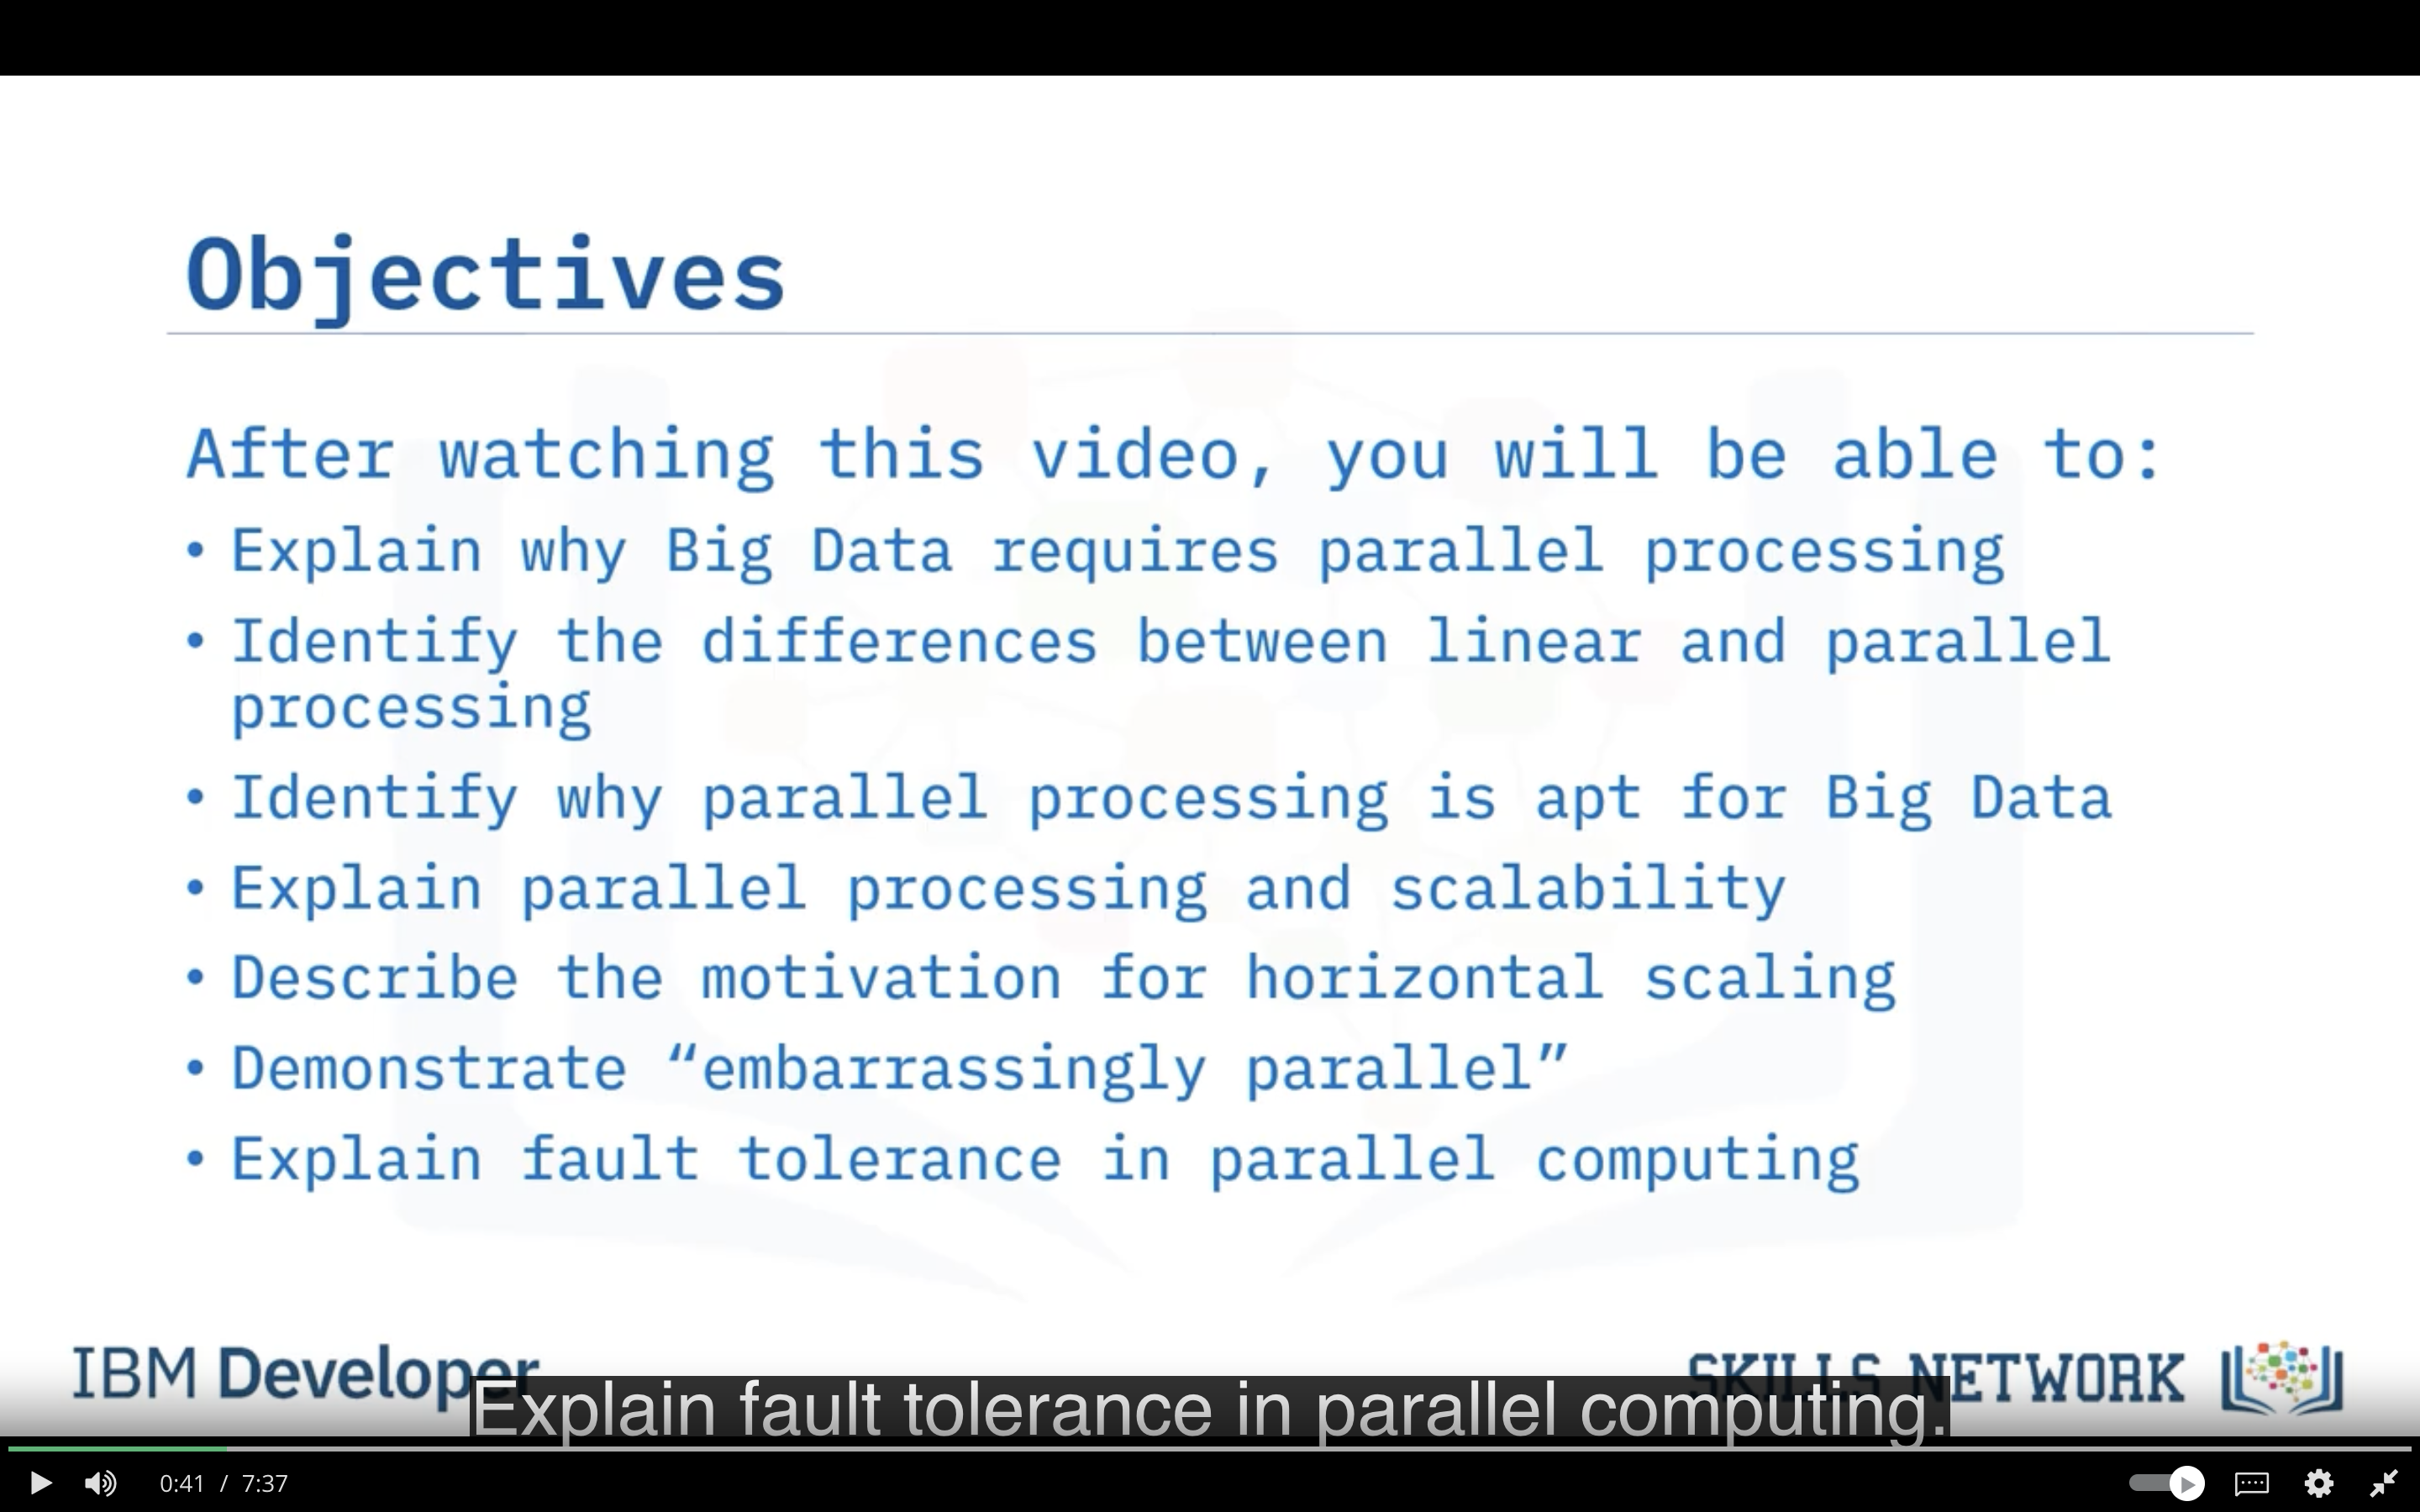 Objectives
After watching this video, you will be able to:
• Explain why Big Data requires parallel processing
• Identify the differences between linear and parallel
processing
• Identify why parallel processing is apt for Big Data
• Explain parallel processing and scalability
• Describe the motivation for horizontal scaling
• Demonstrate “embarrassingly parallel”
• Explain fault tolerance in parallel computing
IBM Developer
SKILLS NETWORK
Explain fault tolerance in parallel computing.
0:41 / 7:37